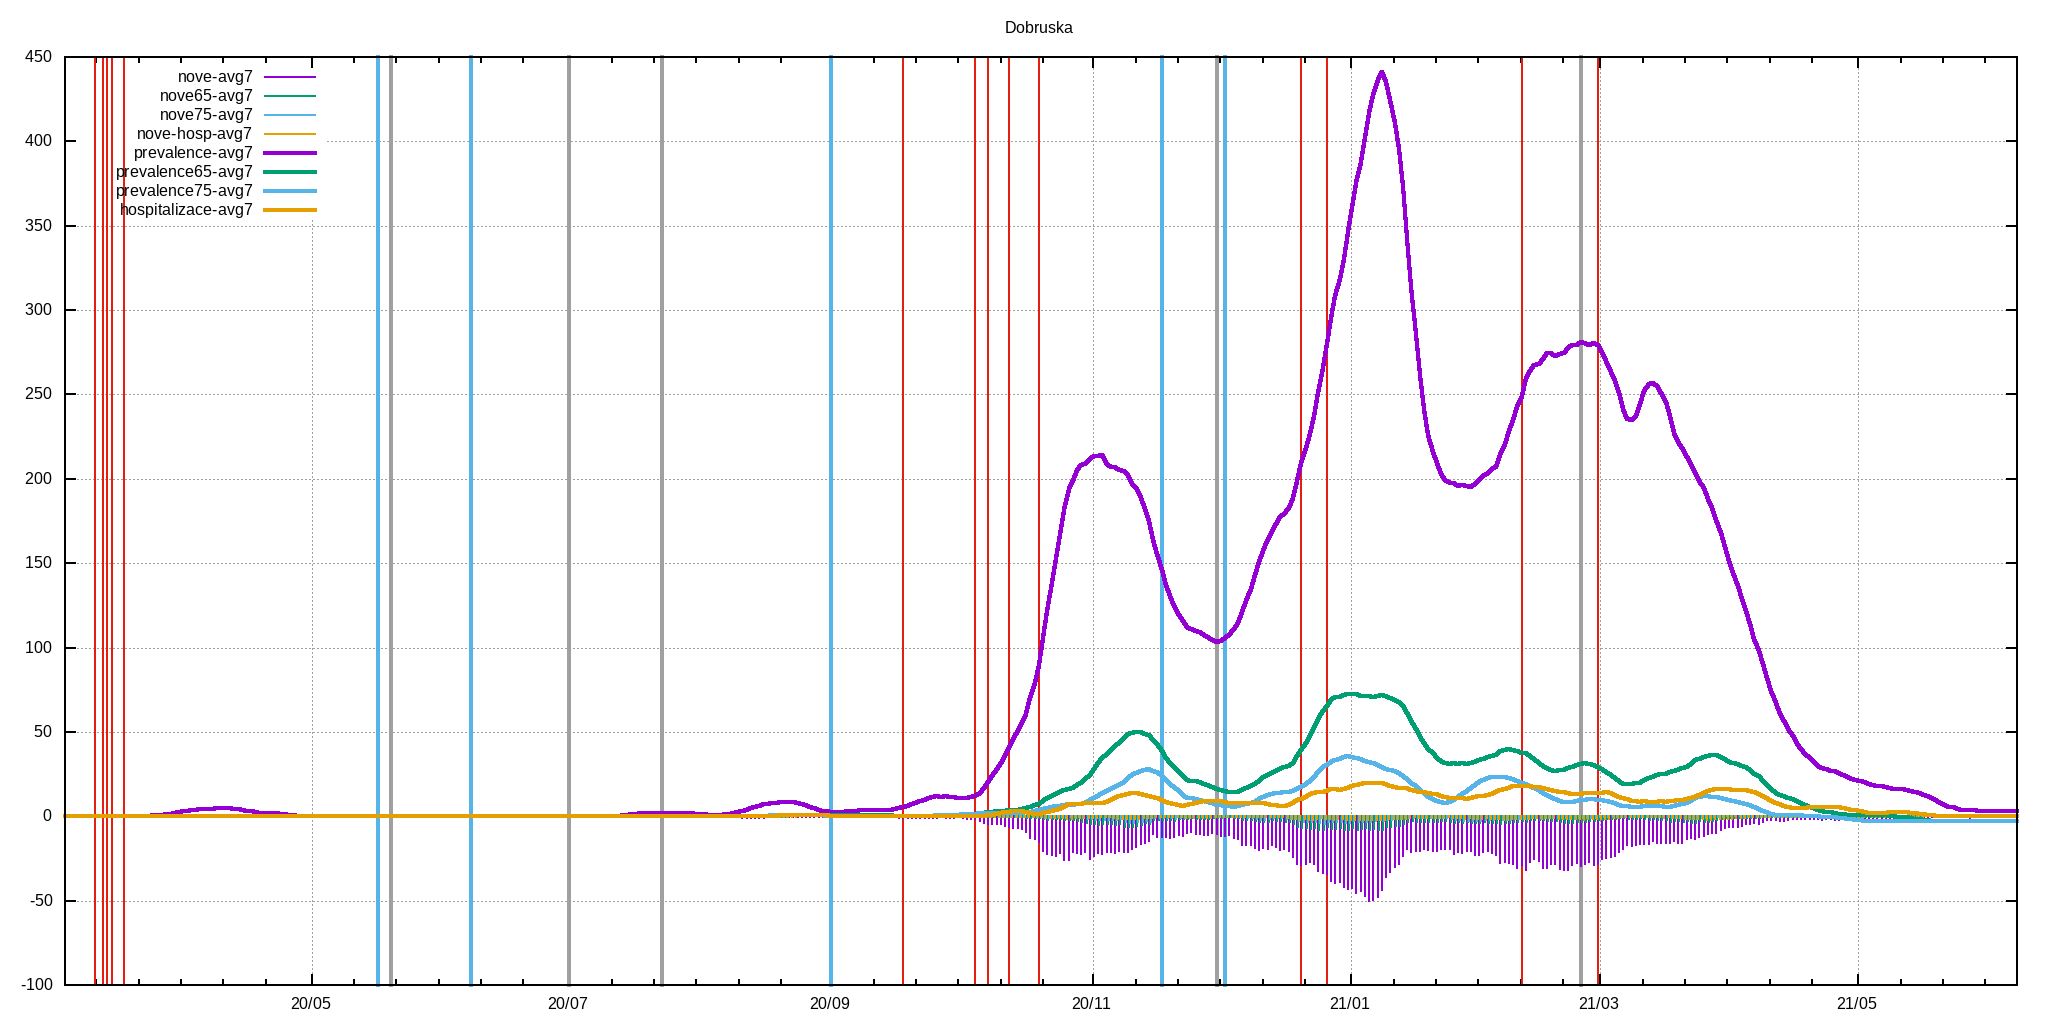 Dobruska
450
400
350
300
250
200
150
100
50
0
-50
-100
nove-avg7
nove65-avg7
nove75-avg7
nove-hosp-avg7
prevalence-avg7
prevalence65-avg7
prevalence75-avg7
hospitalizace-avg7
20/05 20/07 20/09 20/11 21/01 21/03 21/05